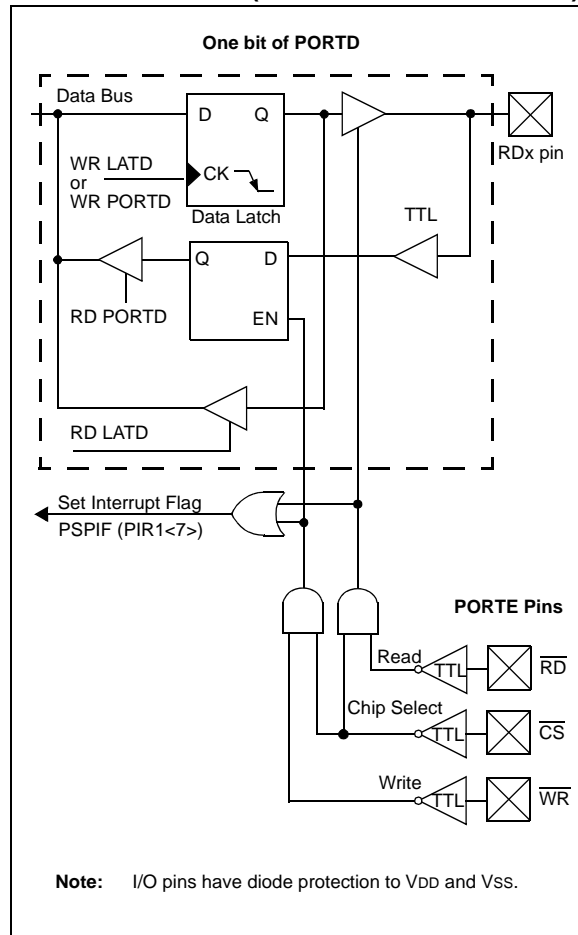 One bit of PORTD
Data Bus
D Q
RDx pin
WR LATD
or
WR PORTD
CK
Data Latch
TTL
Q D
RD PORTD
EN
RD LATD
Set Interrupt Flag
PSPIF (PIR1<7>)
PORTE Pins
Read
TTL
RD
Chip Select
TTL
CS
Write
TTL
WR
Note: I/O pins have diode protection to VDD and VSS.